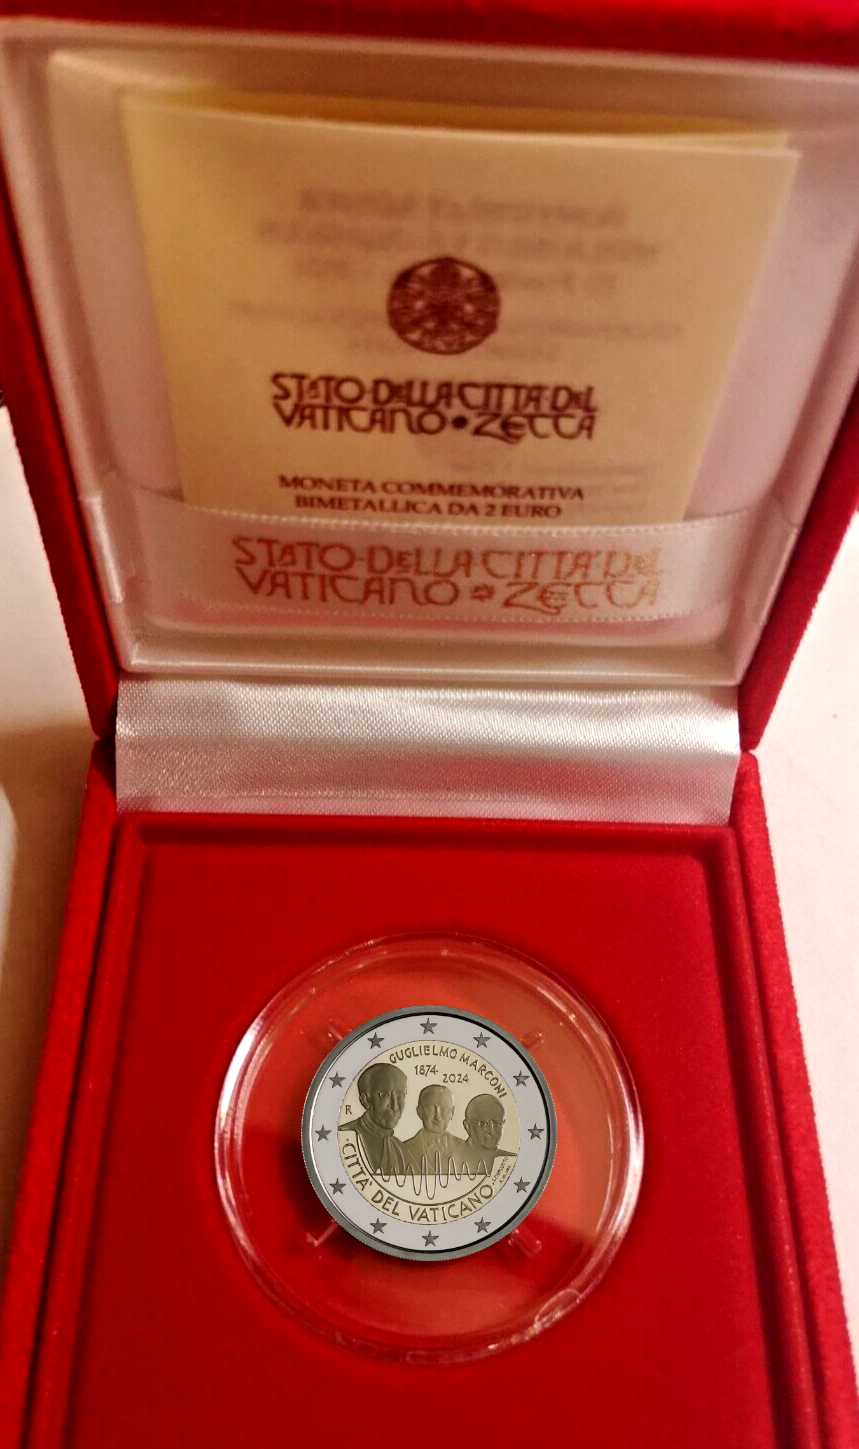 STATO·DELLA CITTA' DEL
VATICANO • ZECCA
MONETA COMMEMORATIVA
BIMETALLICA DA 2 EURO
STATO·DELLA CITTA' DEL
VATICANO • ZECCA
GUGLIELMO MARCONI
1874 2024
R
CITTA' DEL VATICANO